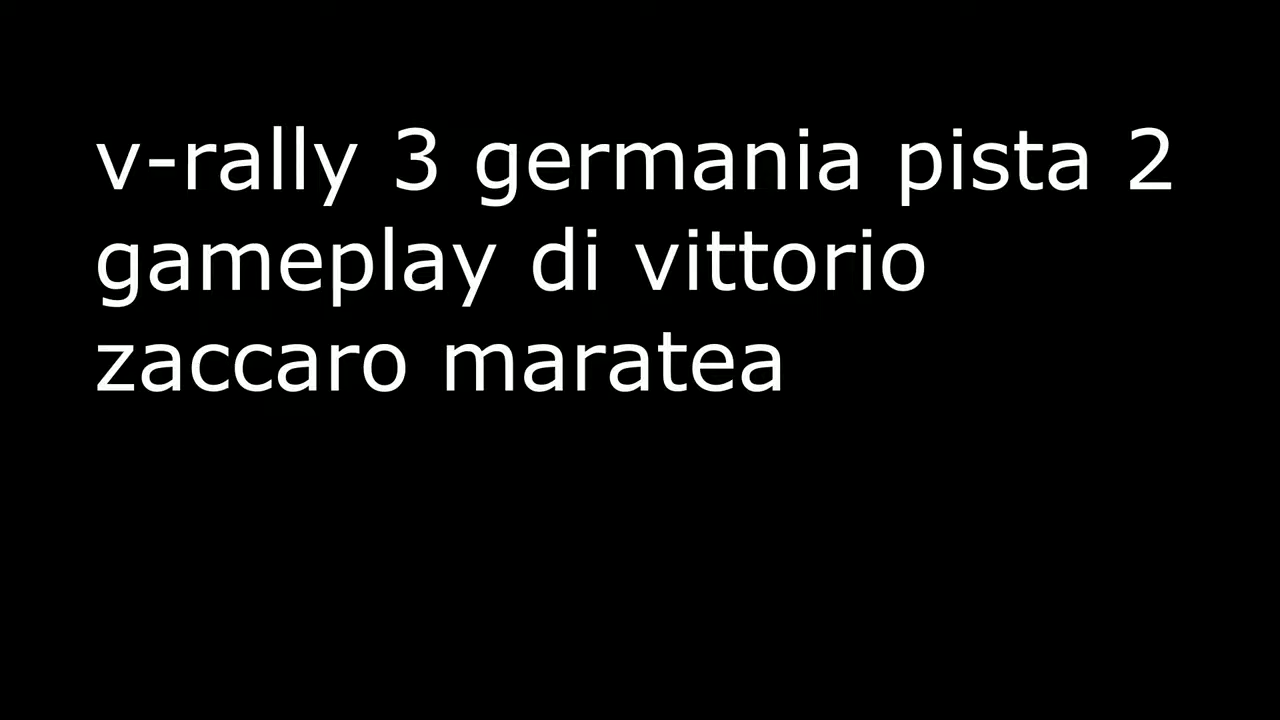 v-rally 3 germania pista 2
gameplay di vittorio
zaccaro maratea